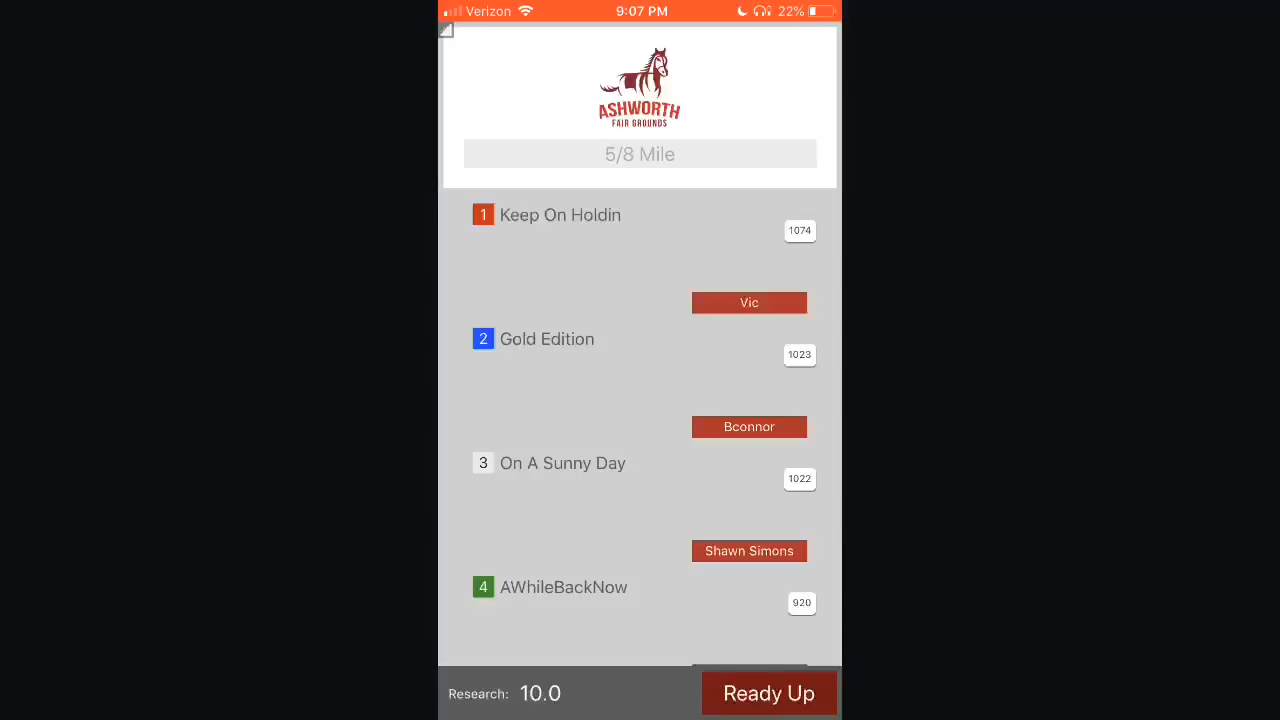 Verizon 9:07 PM 22%
ASHWORTH
FAIR GROUNDS
5/8 Mile
1 Keep On Holdin
1074
Vic
2 Gold Edition
1023
Bconnor
3 On A Sunny Day
1022
Shawn Simons
4 AWhileBackNow
920
Research: 10.0 Ready Up